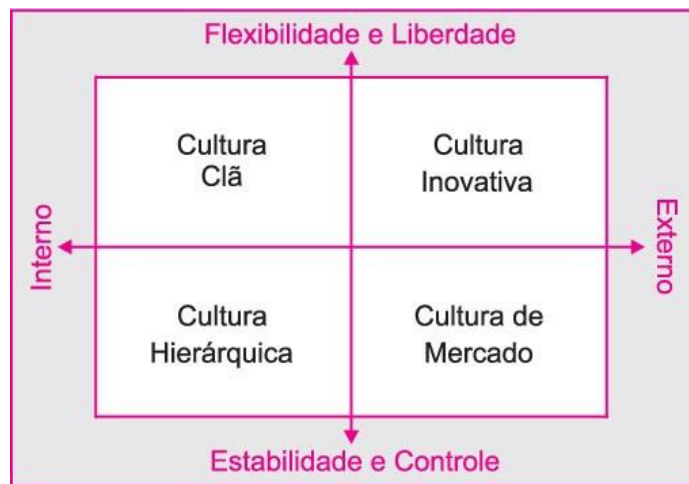 Flexibilidade e Liberdade
Cultura
Clã
Cultura
Inovativa
Interno
Externo
Cultura
Hierárquica
Cultura de
Mercado
Estabilidade e Controle